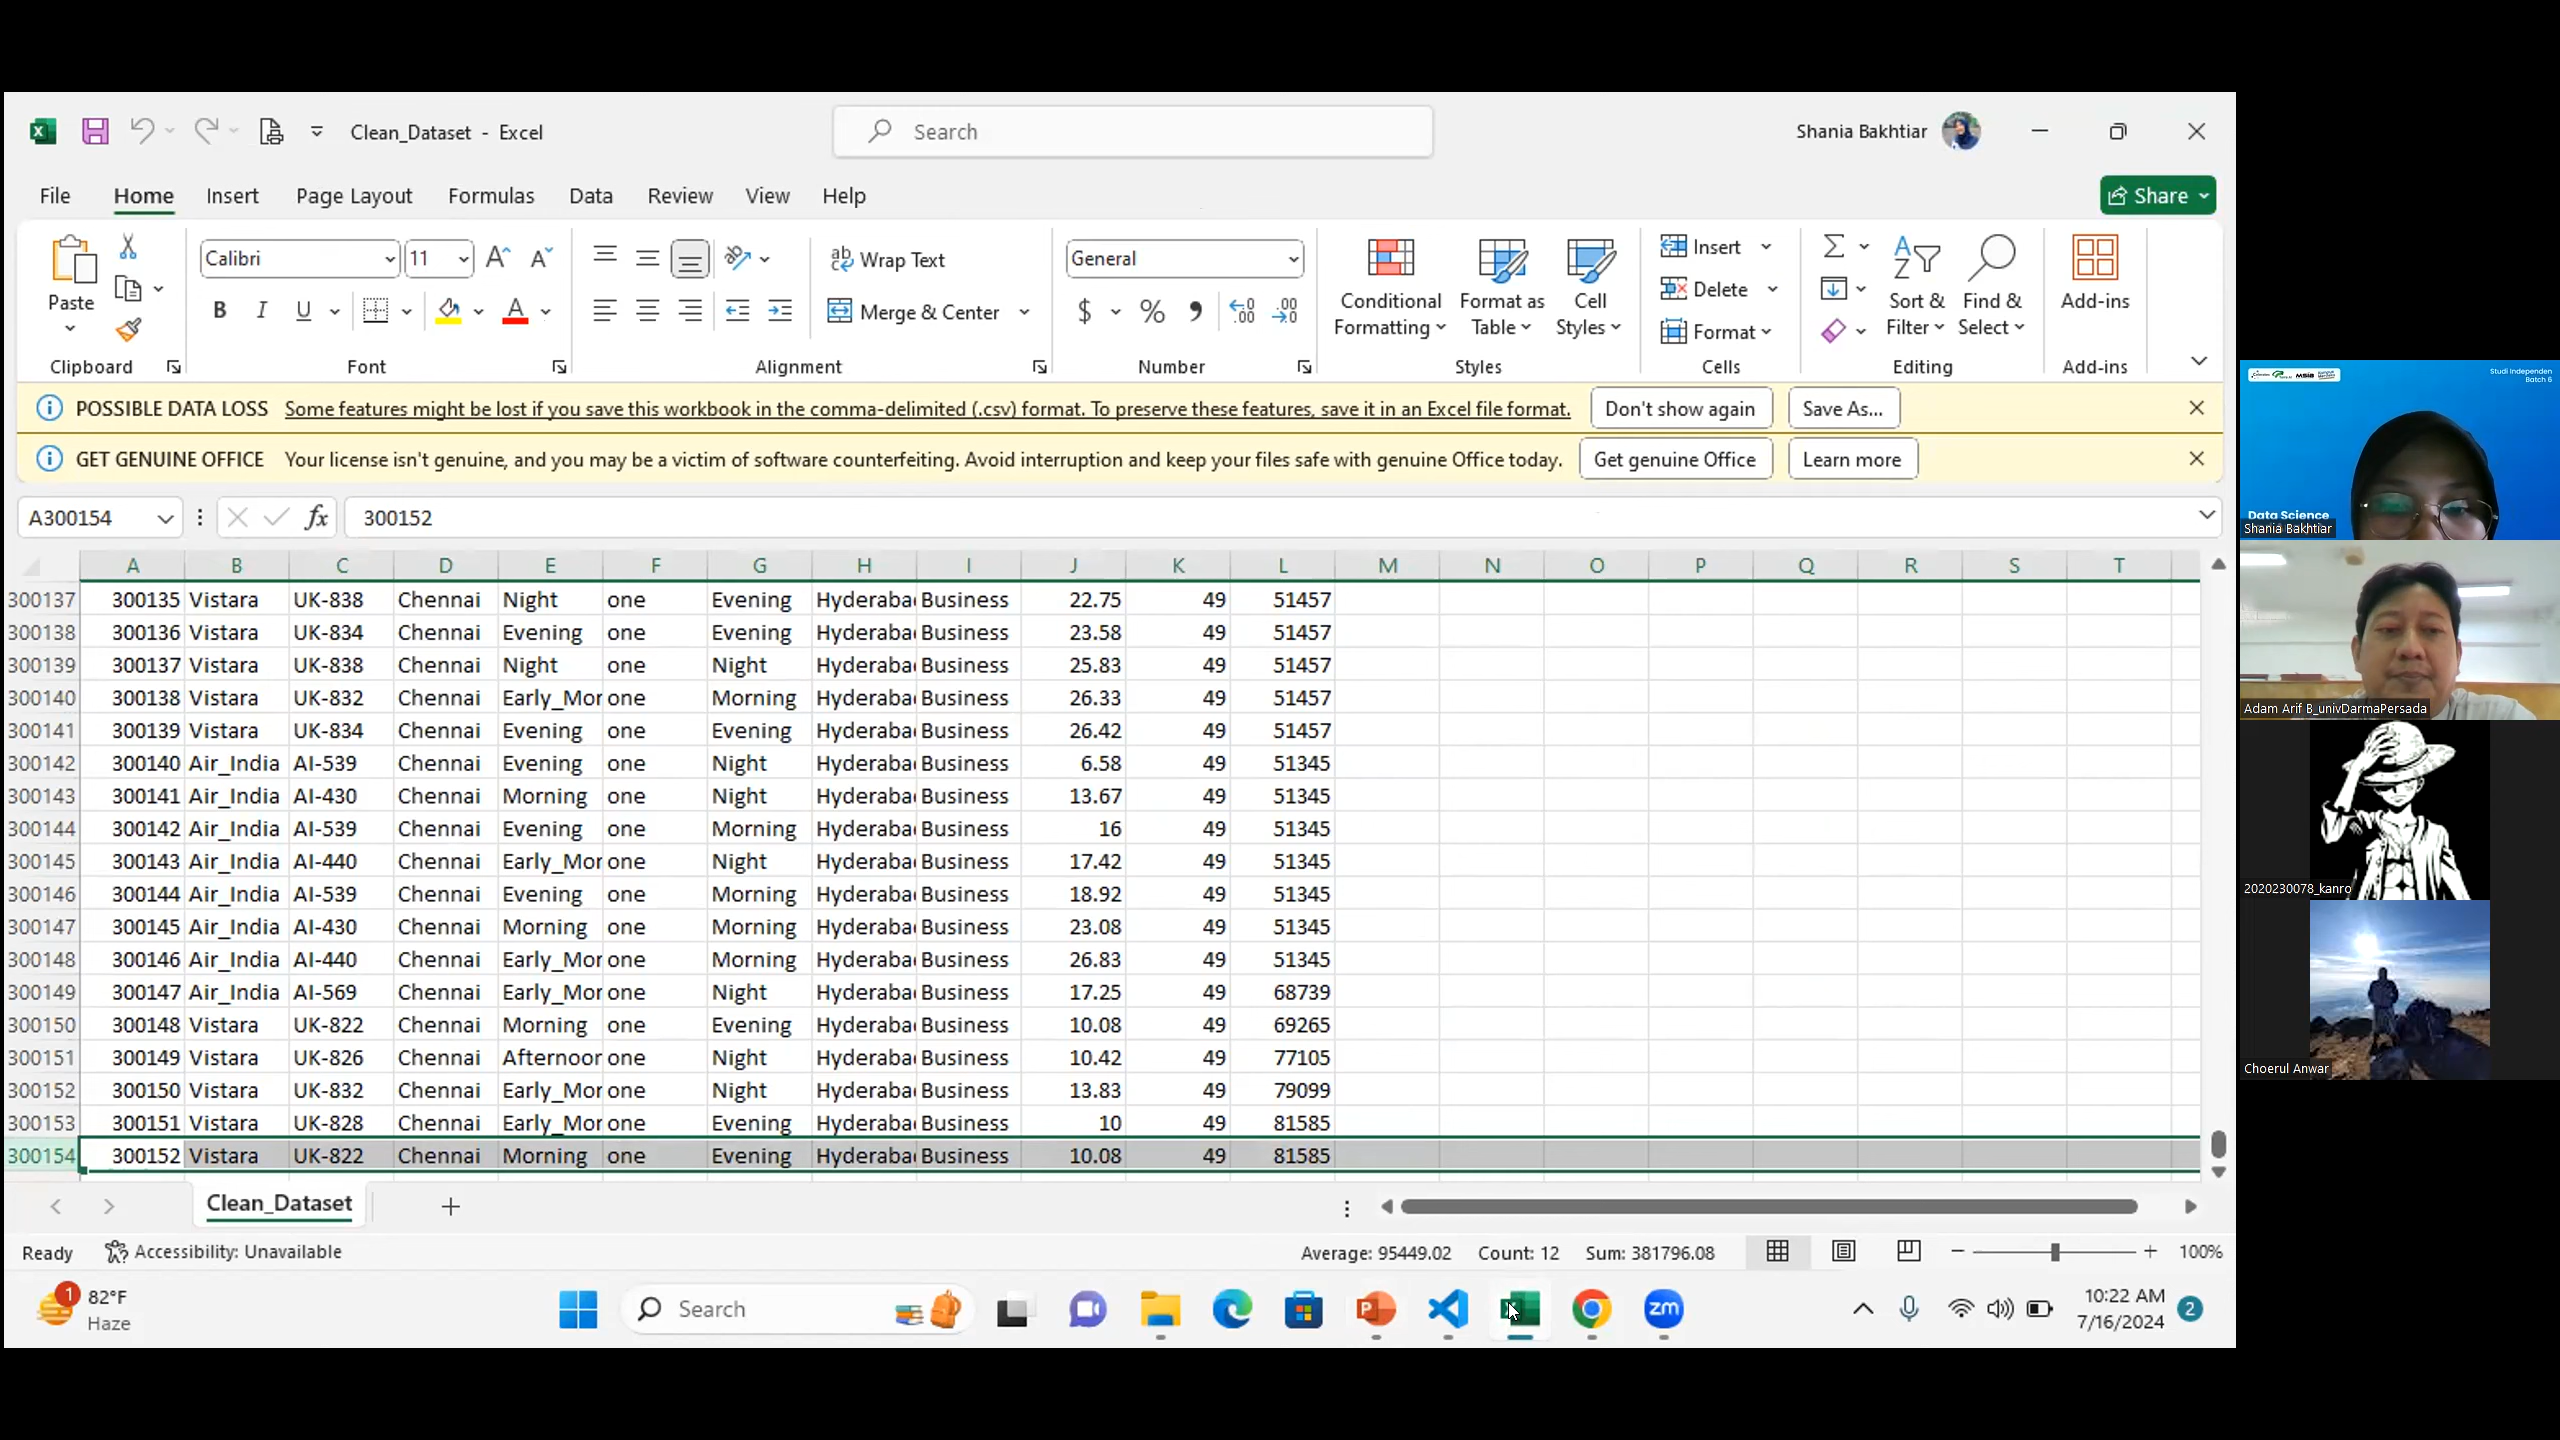 Clean_Dataset - Excel
Search
Shania Bakhtiar
File Home Insert Page Layout Formulas Data Review View Help
Share
Paste
Clipboard
Calibri 11
B I U
Font
Wrap Text
Merge & Center
Alignment
General
$ % ,
Number
Conditional Formatting
Format as Table
Cell Styles
Styles
Insert
Delete
Format
Cells
Sort & Filter
Find & Select
Editing
Add-ins
Add-ins
POSSIBLE DATA LOSS Some features might be lost if you save this workbook in the comma-delimited (.csv) format. To preserve these features, save it in an Excel file format. Don't show again Save As...
GET GENUINE OFFICE Your license isn't genuine, and you may be a victim of software counterfeiting. Avoid interruption and keep your files safe with genuine Office today. Get genuine Office Learn more
A300154 fx 300152
A B C D E F G H I J K L M N O P Q R S T
300137 300135 Vistara UK-838 Chennai Night one Evening Hyderaba Business 22.75 49 51457
300138 300136 Vistara UK-834 Chennai Evening one Evening Hyderaba Business 23.58 49 51457
300139 300137 Vistara UK-838 Chennai Night one Night Hyderaba Business 25.83 49 51457
300140 300138 Vistara UK-832 Chennai Early_Mor one Morning Hyderaba Business 26.33 49 51457
300141 300139 Vistara UK-834 Chennai Evening one Evening Hyderaba Business 26.42 49 51457
300142 300140 Air_India AI-539 Chennai Evening one Night Hyderaba Business 6.58 49 51345
300143 300141 Air_India AI-430 Chennai Morning one Night Hyderaba Business 13.67 49 51345
300144 300142 Air_India AI-539 Chennai Evening one Morning Hyderaba Business 16 49 51345
300145 300143 Air_India AI-440 Chennai Early_Mor one Night Hyderaba Business 17.42 49 51345
300146 300144 Air_India AI-539 Chennai Evening one Morning Hyderaba Business 18.92 49 51345
300147 300145 Air_India AI-430 Chennai Morning one Morning Hyderaba Business 23.08 49 51345
300148 300146 Air_India AI-440 Chennai Early_Mor one Morning Hyderaba Business 26.83 49 51345
300149 300147 Air_India AI-569 Chennai Early_Mor one Night Hyderaba Business 17.25 49 68739
300150 300148 Vistara UK-822 Chennai Morning one Evening Hyderaba Business 10.08 49 69265
300151 300149 Vistara UK-826 Chennai Afternoor one Night Hyderaba Business 10.42 49 77105
300152 300150 Vistara UK-832 Chennai Early_Mor one Night Hyderaba Business 13.83 49 79099
300153 300151 Vistara UK-828 Chennai Early_Mor one Evening Hyderaba Business 10 49 81585
300154 300152 Vistara UK-822 Chennai Morning one Evening Hyderaba Business 10.08 49 81585
Clean_Dataset
Ready Accessibility: Unavailable Average: 95449.02 Count: 12 Sum: 381796.08 100%
1 82°F
Haze
Search
zm
10:22 AM
7/16/2024
2
Studi Independen
Batch 6
Data Science
Shania Bakhtiar
Adam Arif B_univDarmaPersada
2020230078_kanro
Choerul Anwar